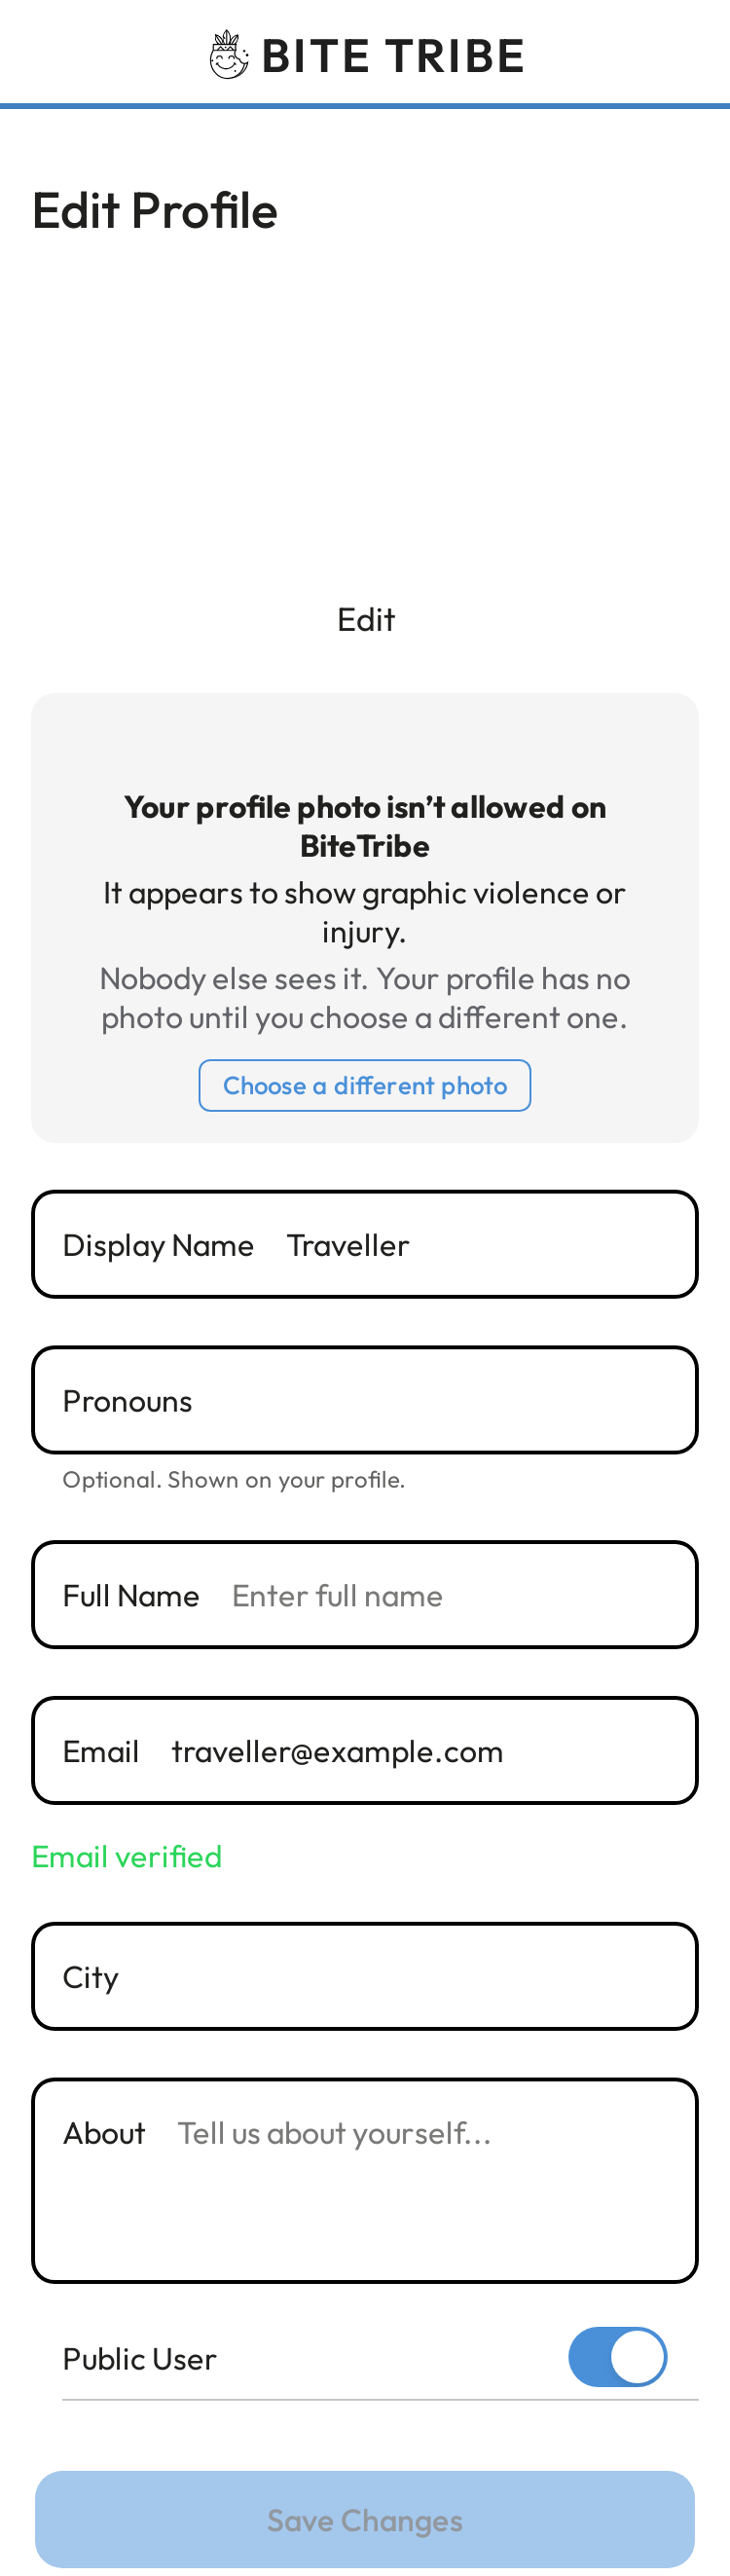 BITE TRIBE
Edit Profile
Edit
Your profile photo isn’t allowed on
BiteTribe
It appears to show graphic violence or
injury.
Nobody else sees it. Your profile has no
photo until you choose a different one.
Choose a different photo
Display Name Traveller
Pronouns
Optional. Shown on your profile.
Full Name Enter full name
Email traveller@example.com
Email verified
City
About Tell us about yourself...
Public User
Save Changes